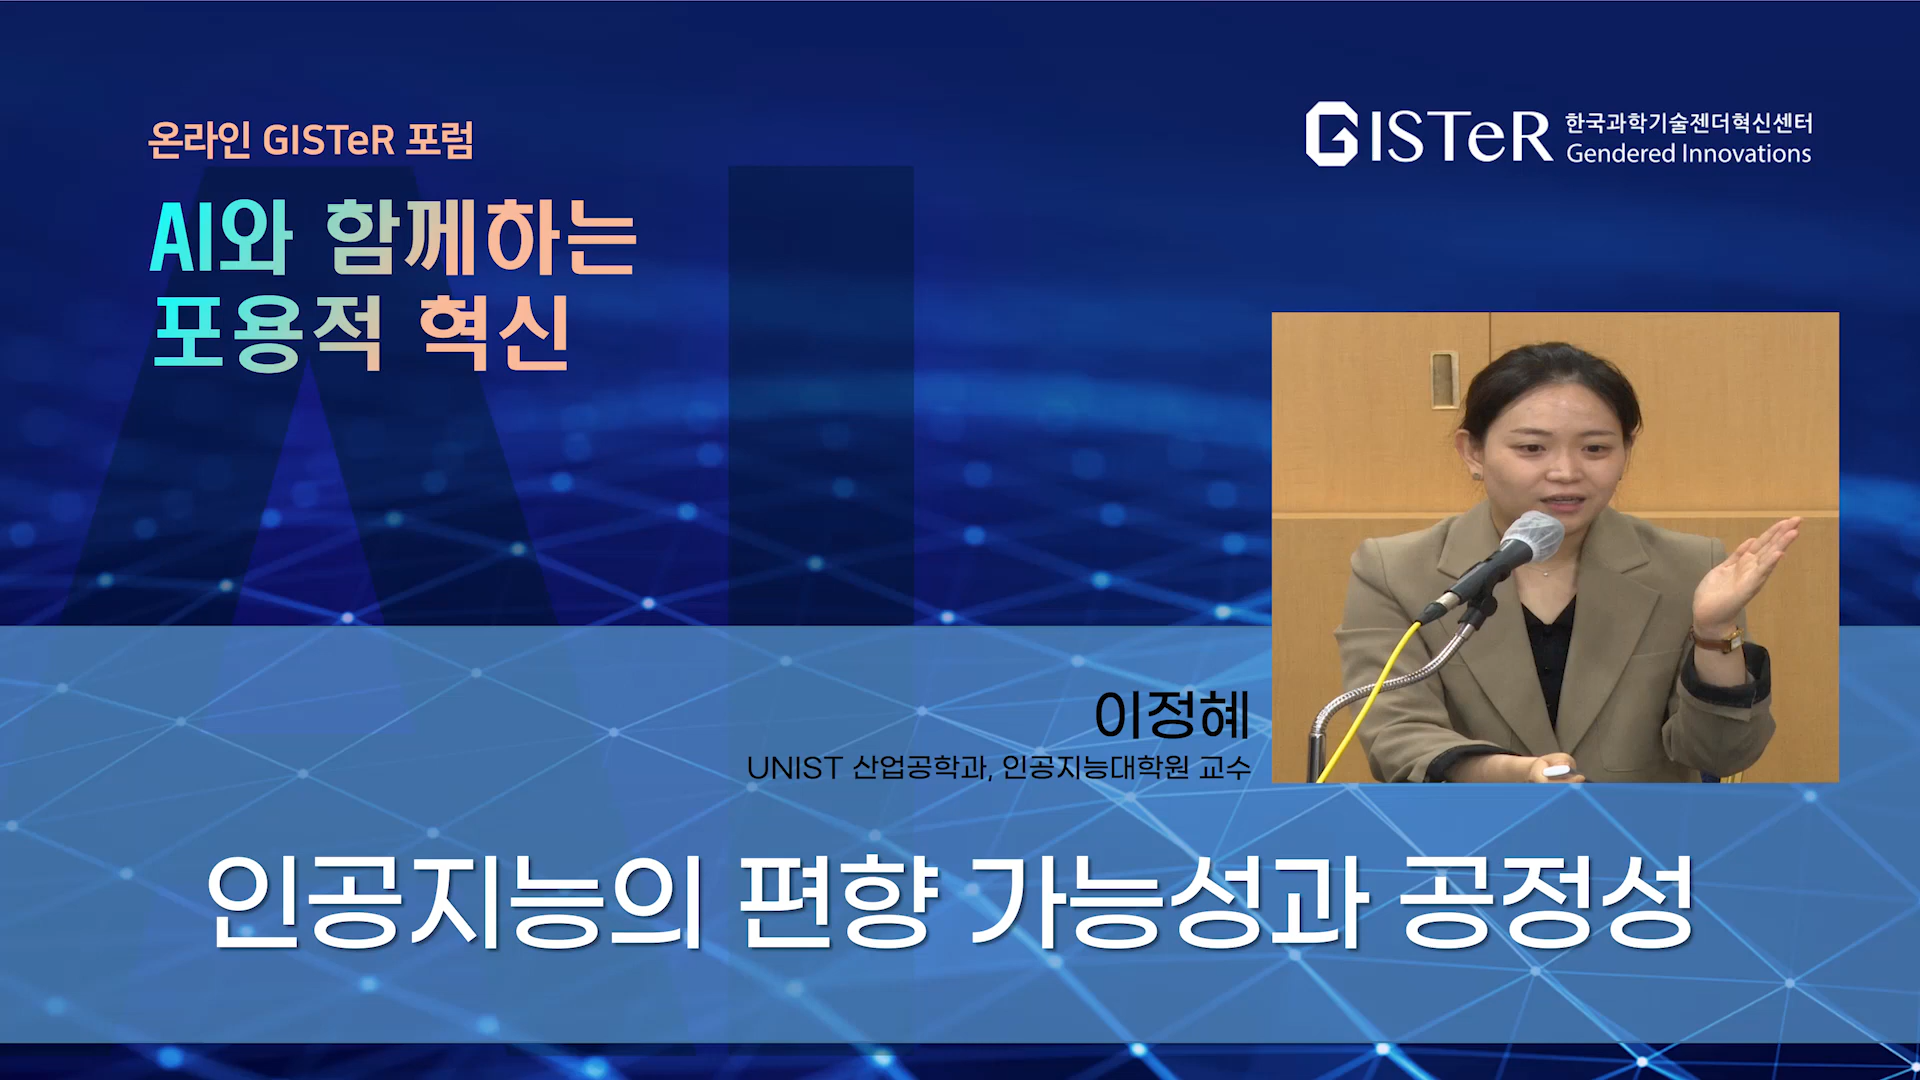 온라인 GISTeR 포럼
AI와 함께하는
포용적 혁신
GISTeR 한국과학기술젠더혁신센터
Gendered Innovations
이정혜
UNIST 산업공학과, 인공지능대학원 교수
인공지능의 편향 가능성과 공정성